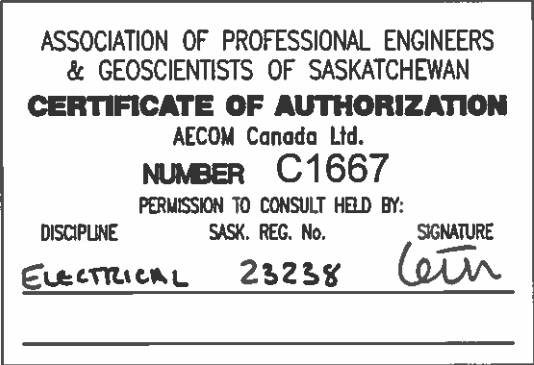 ASSOCIATION OF PROFESSIONAL ENGINEERS
& GEOSCIENTISTS OF SASKATCHEWAN
CERTIFICATE OF AUTHORIZATION
AECOM Canada Ltd.
NUMBER C1667
PERMISSION TO CONSULT HELD BY:
DISCIPLINE SASK. REG. No. SIGNATURE
ELECTRICAL 23238